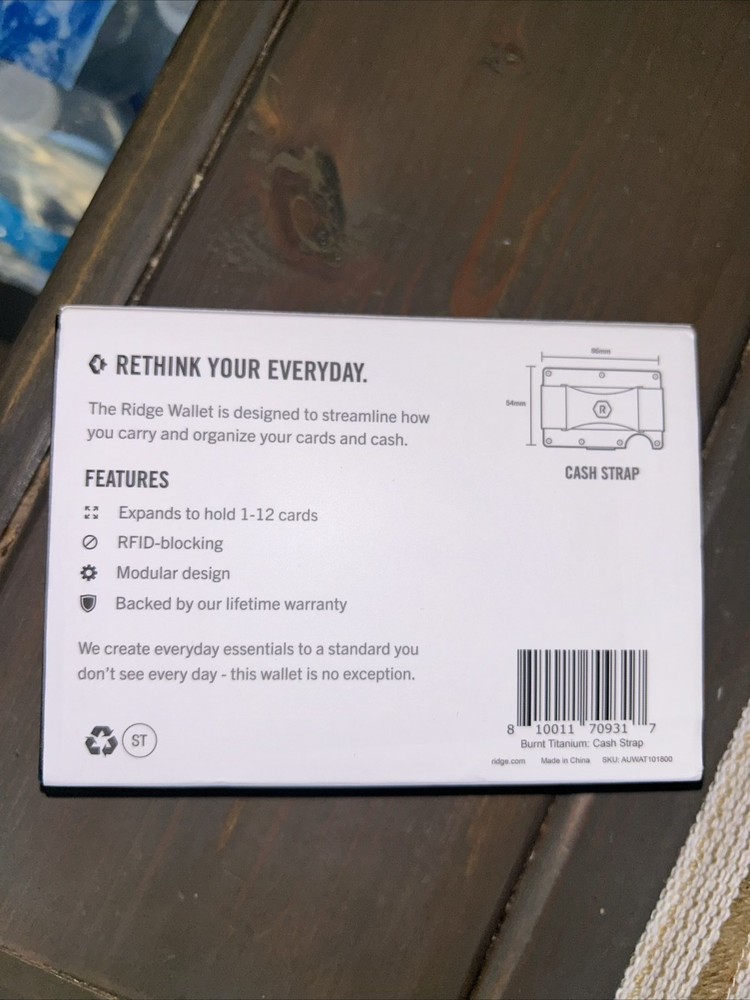 RETHINK YOUR EVERYDAY.
The Ridge Wallet is designed to streamline how
you carry and organize your cards and cash.
FEATURES
Expands to hold 1-12 cards
RFID-blocking
Modular design
Backed by our lifetime warranty
We create everyday essentials to a standard you
don't see every day - this wallet is no exception.
ST
86mm
54mm
R
CASH STRAP
8 10011 70931 7
Burnt Titanium: Cash Strap
ridge.com Made in China SKU: AUWAT101800